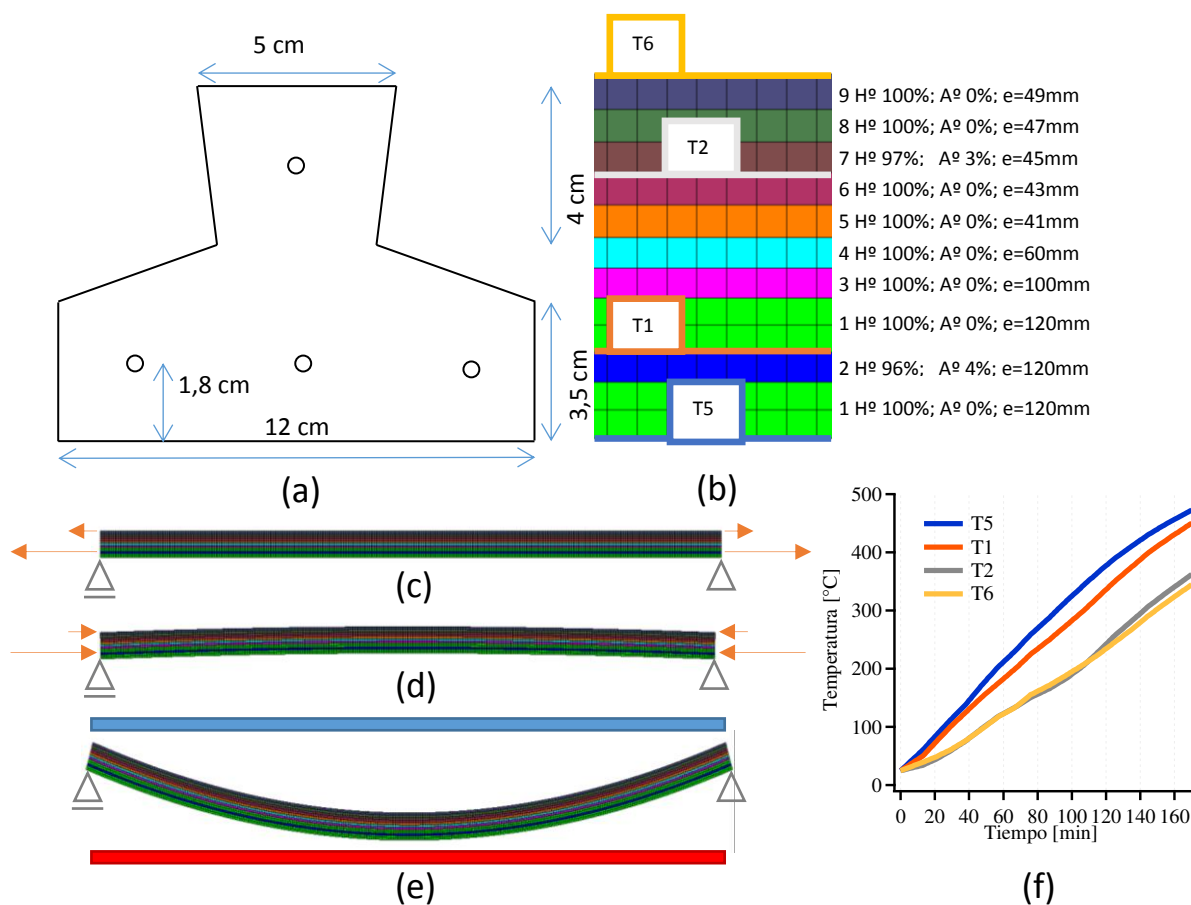 5 cm
4 cm
1,8 cm
3,5 cm
12 cm
(a)
T6
T2
T1
T5
9 Hº 100%; Aº 0%; e=49mm
8 Hº 100%; Aº 0%; e=47mm
7 Hº 97%; Aº 3%; e=45mm
6 Hº 100%; Aº 0%; e=43mm
5 Hº 100%; Aº 0%; e=41mm
4 Hº 100%; Aº 0%; e=60mm
3 Hº 100%; Aº 0%; e=100mm
1 Hº 100%; Aº 0%; e=120mm
2 Hº 96%; Aº 4%; e=120mm
1 Hº 100%; Aº 0%; e=120mm
(b)
(c)
(d)
(e)
Temperatura [°C]
500
400
300
200
100
0
T5
T1
T2
T6
0 20 40 60 80 100 120 140 160
Tiempo [min]
(f)